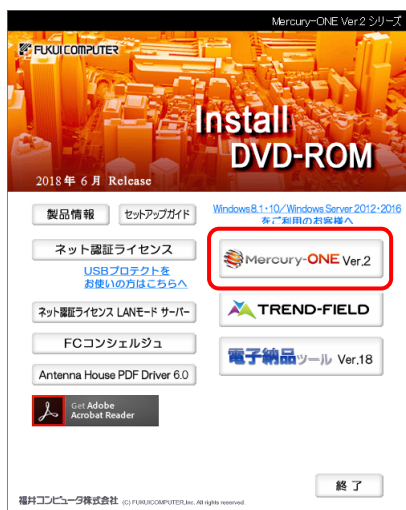 Mercury-ONE Ver.2 シリーズ
FUKUI COMPUTER
Install
DVD-ROM
2018 年 6 月 Release
製品情報
セットアップガイド
Windows8.1・10/Windows Server 2012・2016
をご利用のお客様へ
ネット認証ライセンス
USBプロテクトを
お使いの方はこちらへ
Mercury-ONE Ver.2
ネット認証ライセンス LANモード サーバー
TREND-FIELD
FCコンシェルジュ
電子納品ツール Ver.18
Antenna House PDF Driver 6.0
Get Adobe
Acrobat Reader
終 了
福井コンピュータ株式会社 (C) FUKUICOMPUTER,Inc. All rights reserved.